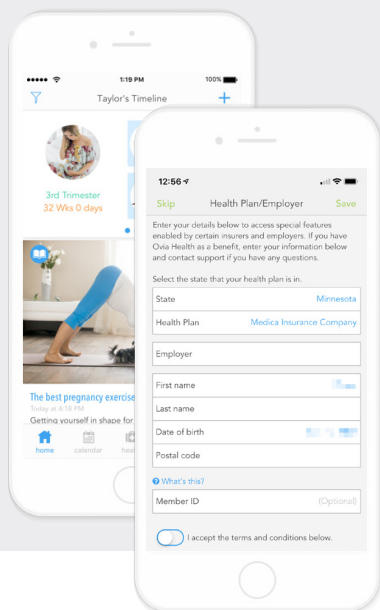 1:19 PM
100%
Taylor's Timeline
3rd Trimester
32 Wks 0 days
The best pregnancy exercise
Today at 4:18 PM
Getting yourself in shape for
home
calendar
12:56
Skip
Health Plan/Employer
Save
Enter your details below to access special features
enabled by certain insurers and employers. If you have
Ovia Health as a benefit, enter your information below
and contact support if you have any questions.
Select the state that your health plan is in.
State
Minnesota
Health Plan
Medica Insurance Company
Employer
First name
Last name
Date of birth
Postal code
What's this?
Member ID
(Optional)
I accept the terms and conditions below.